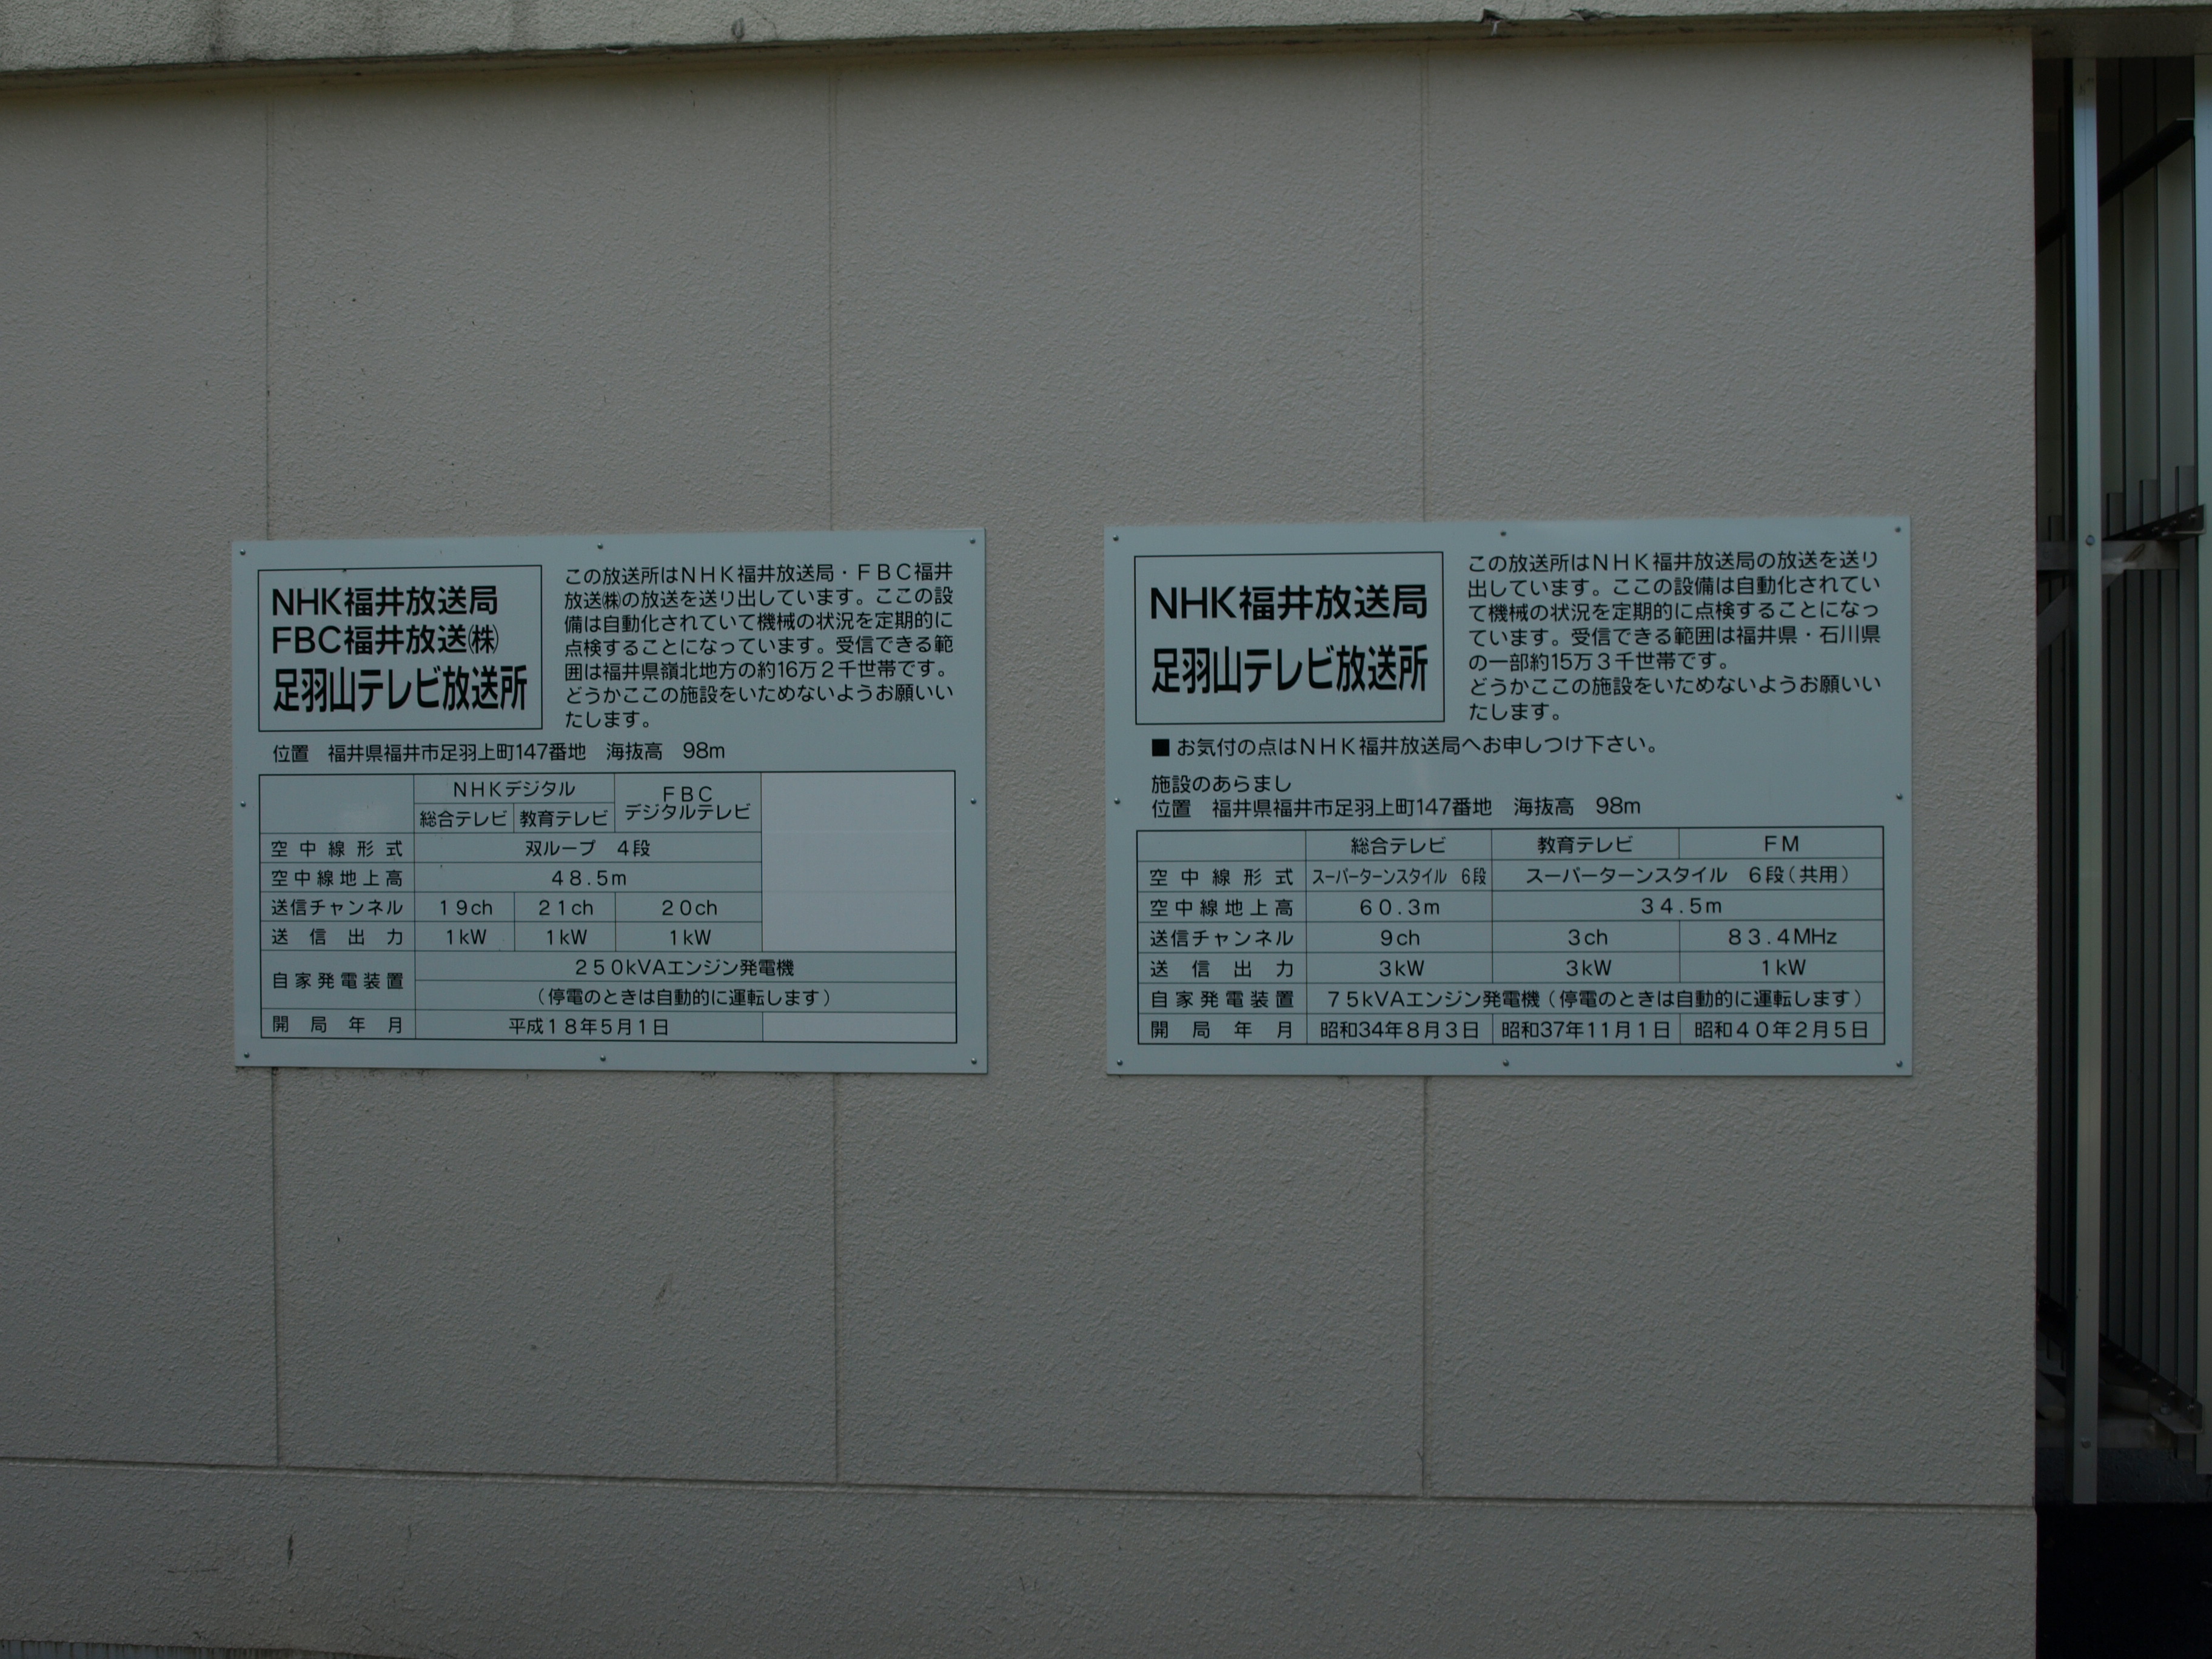 NHK福井放送局
FBC福井放送㈱
足羽山テレビ放送所
この放送所はNHK福井放送局・FBC福井
放送㈱の放送を送り出しています。ここの設
備は自動化されていて機械の状況を定期的に
点検することになっています。受信できる範
囲は福井県嶺北地方の約16万2千世帯です。
どうかここの施設をいためないようお願いい
たします。
位置 福井県福井市足羽上町147番地 海抜高 98m
NHKデジタル FBC
デジタルテレビ
総合テレビ 教育テレビ
空中線形式 双ループ 4段
空中線地上高 48.5m
送信チャンネル 19ch 21ch 20ch
送信出力 1kW 1kW 1kW
自家発電装置 250kVAエンジン発電機
(停電のときは自動的に運転します)
開局年月 平成18年5月1日
NHK福井放送局
足羽山テレビ放送所
この放送所はNHK福井放送局の放送を送り
出しています。ここの設備は自動化されてい
て機械の状況を定期的に点検することになっ
ています。受信できる範囲は福井県・石川県
の一部約15万3千世帯です。
どうかここの施設をいためないようお願いい
たします。
■ お気付の点はNHK福井放送局へお申しつけ下さい。
施設のあらまし
位置 福井県福井市足羽上町147番地 海抜高 98m
総合テレビ 教育テレビ FM
空中線形式 スーパーターンスタイル 6段 スーパーターンスタイル 6段(共用)
空中線地上高 60.3m 34.5m
送信チャンネル 9ch 3ch 83.4MHz
送信出力 3kW 3kW 1kW
自家発電装置 75kVAエンジン発電機(停電のときは自動的に運転します)
開局年月 昭和34年8月3日 昭和37年11月1日 昭和40年2月5日